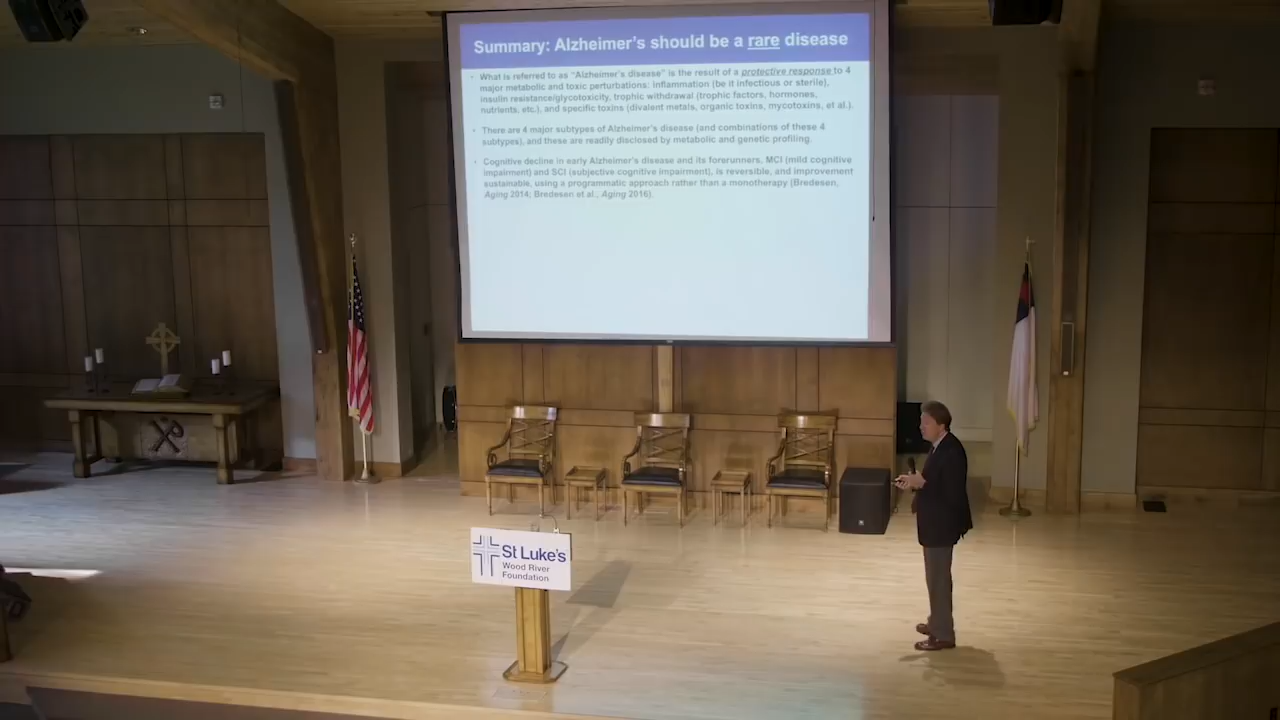 Summary: Alzheimer's should be a rare disease
• What is referred to as "Alzheimer's disease" is the result of a protective response to 4
major metabolic and toxic perturbations: inflammation (be it infectious or sterile),
insulin resistance/glycotoxicity, trophic withdrawal (trophic factors, hormones,
nutrients, etc.), and specific toxins (divalent metals, organic toxins, mycotoxins, et al.).
• There are 4 major subtypes of Alzheimer's disease (and combinations of these 4
subtypes), and these are readily disclosed by metabolic and genetic profiling.
• Cognitive decline in early Alzheimer's disease and its forerunners, MCI (mild cognitive
impairment) and SCI (subjective cognitive impairment), is reversible, and improvement
sustainable, using a programmatic approach rather than a monotherapy (Bredesen,
Aging 2014; Bredesen et al., Aging 2016).
St Luke's
Wood River
Foundation